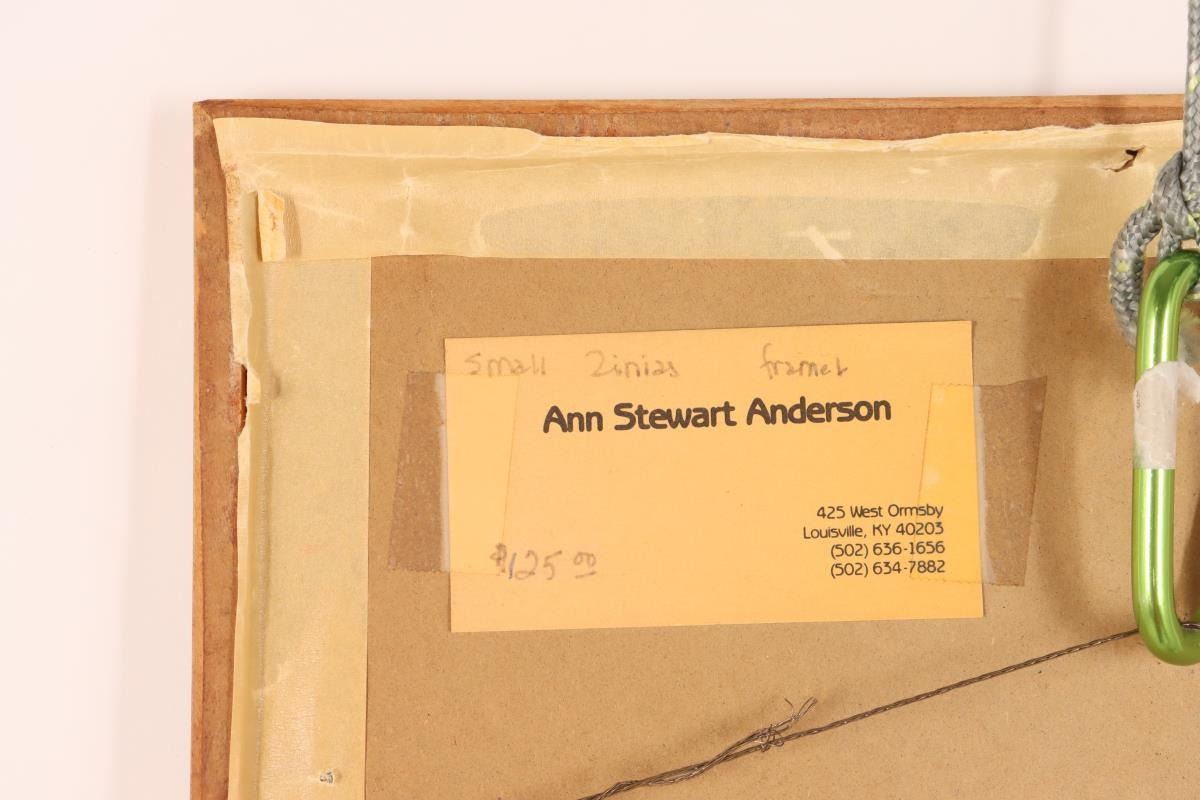 Small Zinias framed
Ann Stewart Anderson
425 West Ormsby
Louisville, KY 40203
(502) 636-1656
(502) 634-7882
$125 00